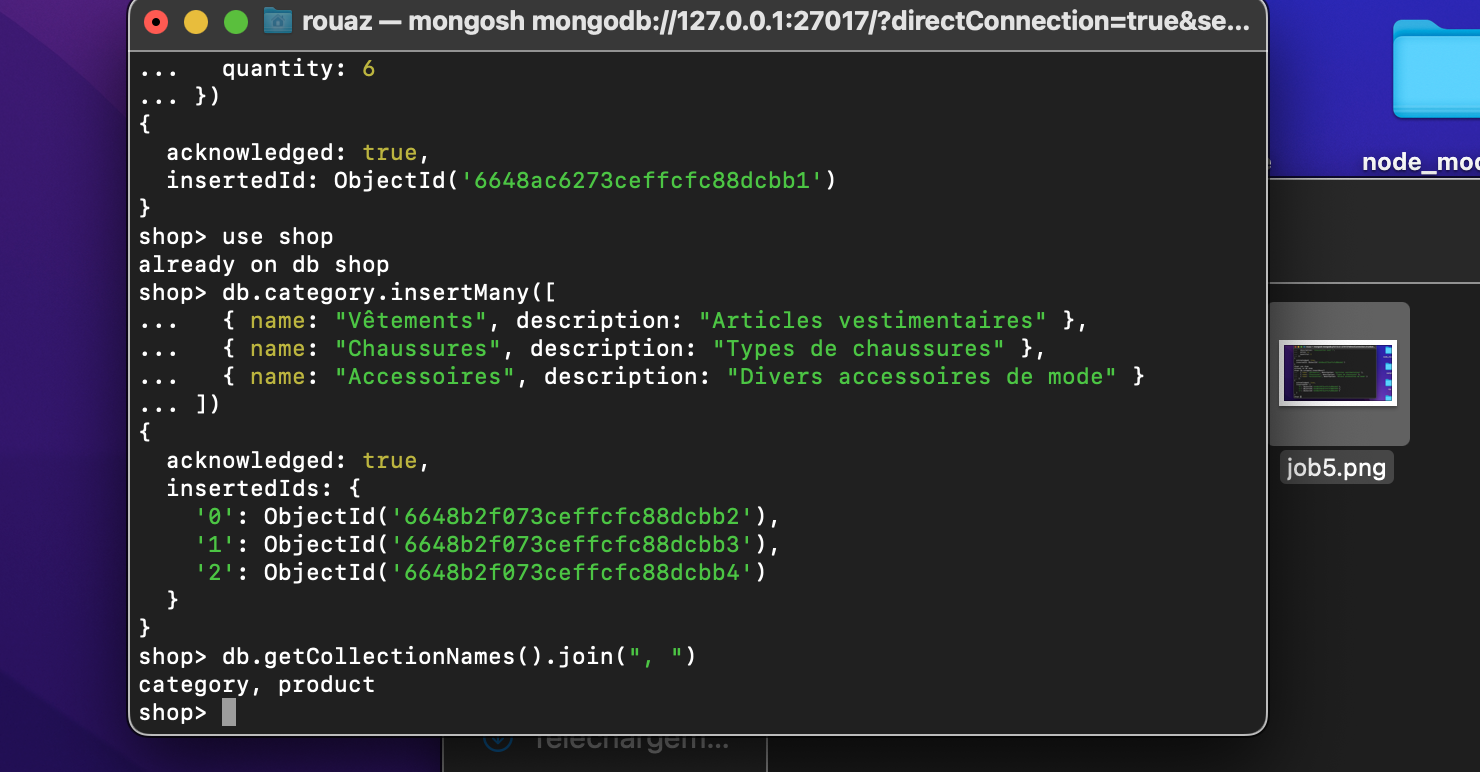 rouaz — mongosh mongodb://127.0.0.1:27017/?directConnection=true&se...
...   quantity: 6
... })
{
  acknowledged: true,
  insertedId: ObjectId('6648ac6273ceffcfc88dcbb1')
}
shop> use shop
already on db shop
shop> db.category.insertMany([
...   { name: "Vêtements", description: "Articles vestimentaires" },
...   { name: "Chaussures", description: "Types de chaussures" },
...   { name: "Accessoires", description: "Divers accessoires de mode" }
... ])
{
  acknowledged: true,
  insertedIds: {
    '0': ObjectId('6648b2f073ceffcfc88dcbb2'),
    '1': ObjectId('6648b2f073ceffcfc88dcbb3'),
    '2': ObjectId('6648b2f073ceffcfc88dcbb4')
  }
}
shop> db.getCollectionNames().join(", ")
category, product
shop>
node_mod
job5.png
Téléchargem...